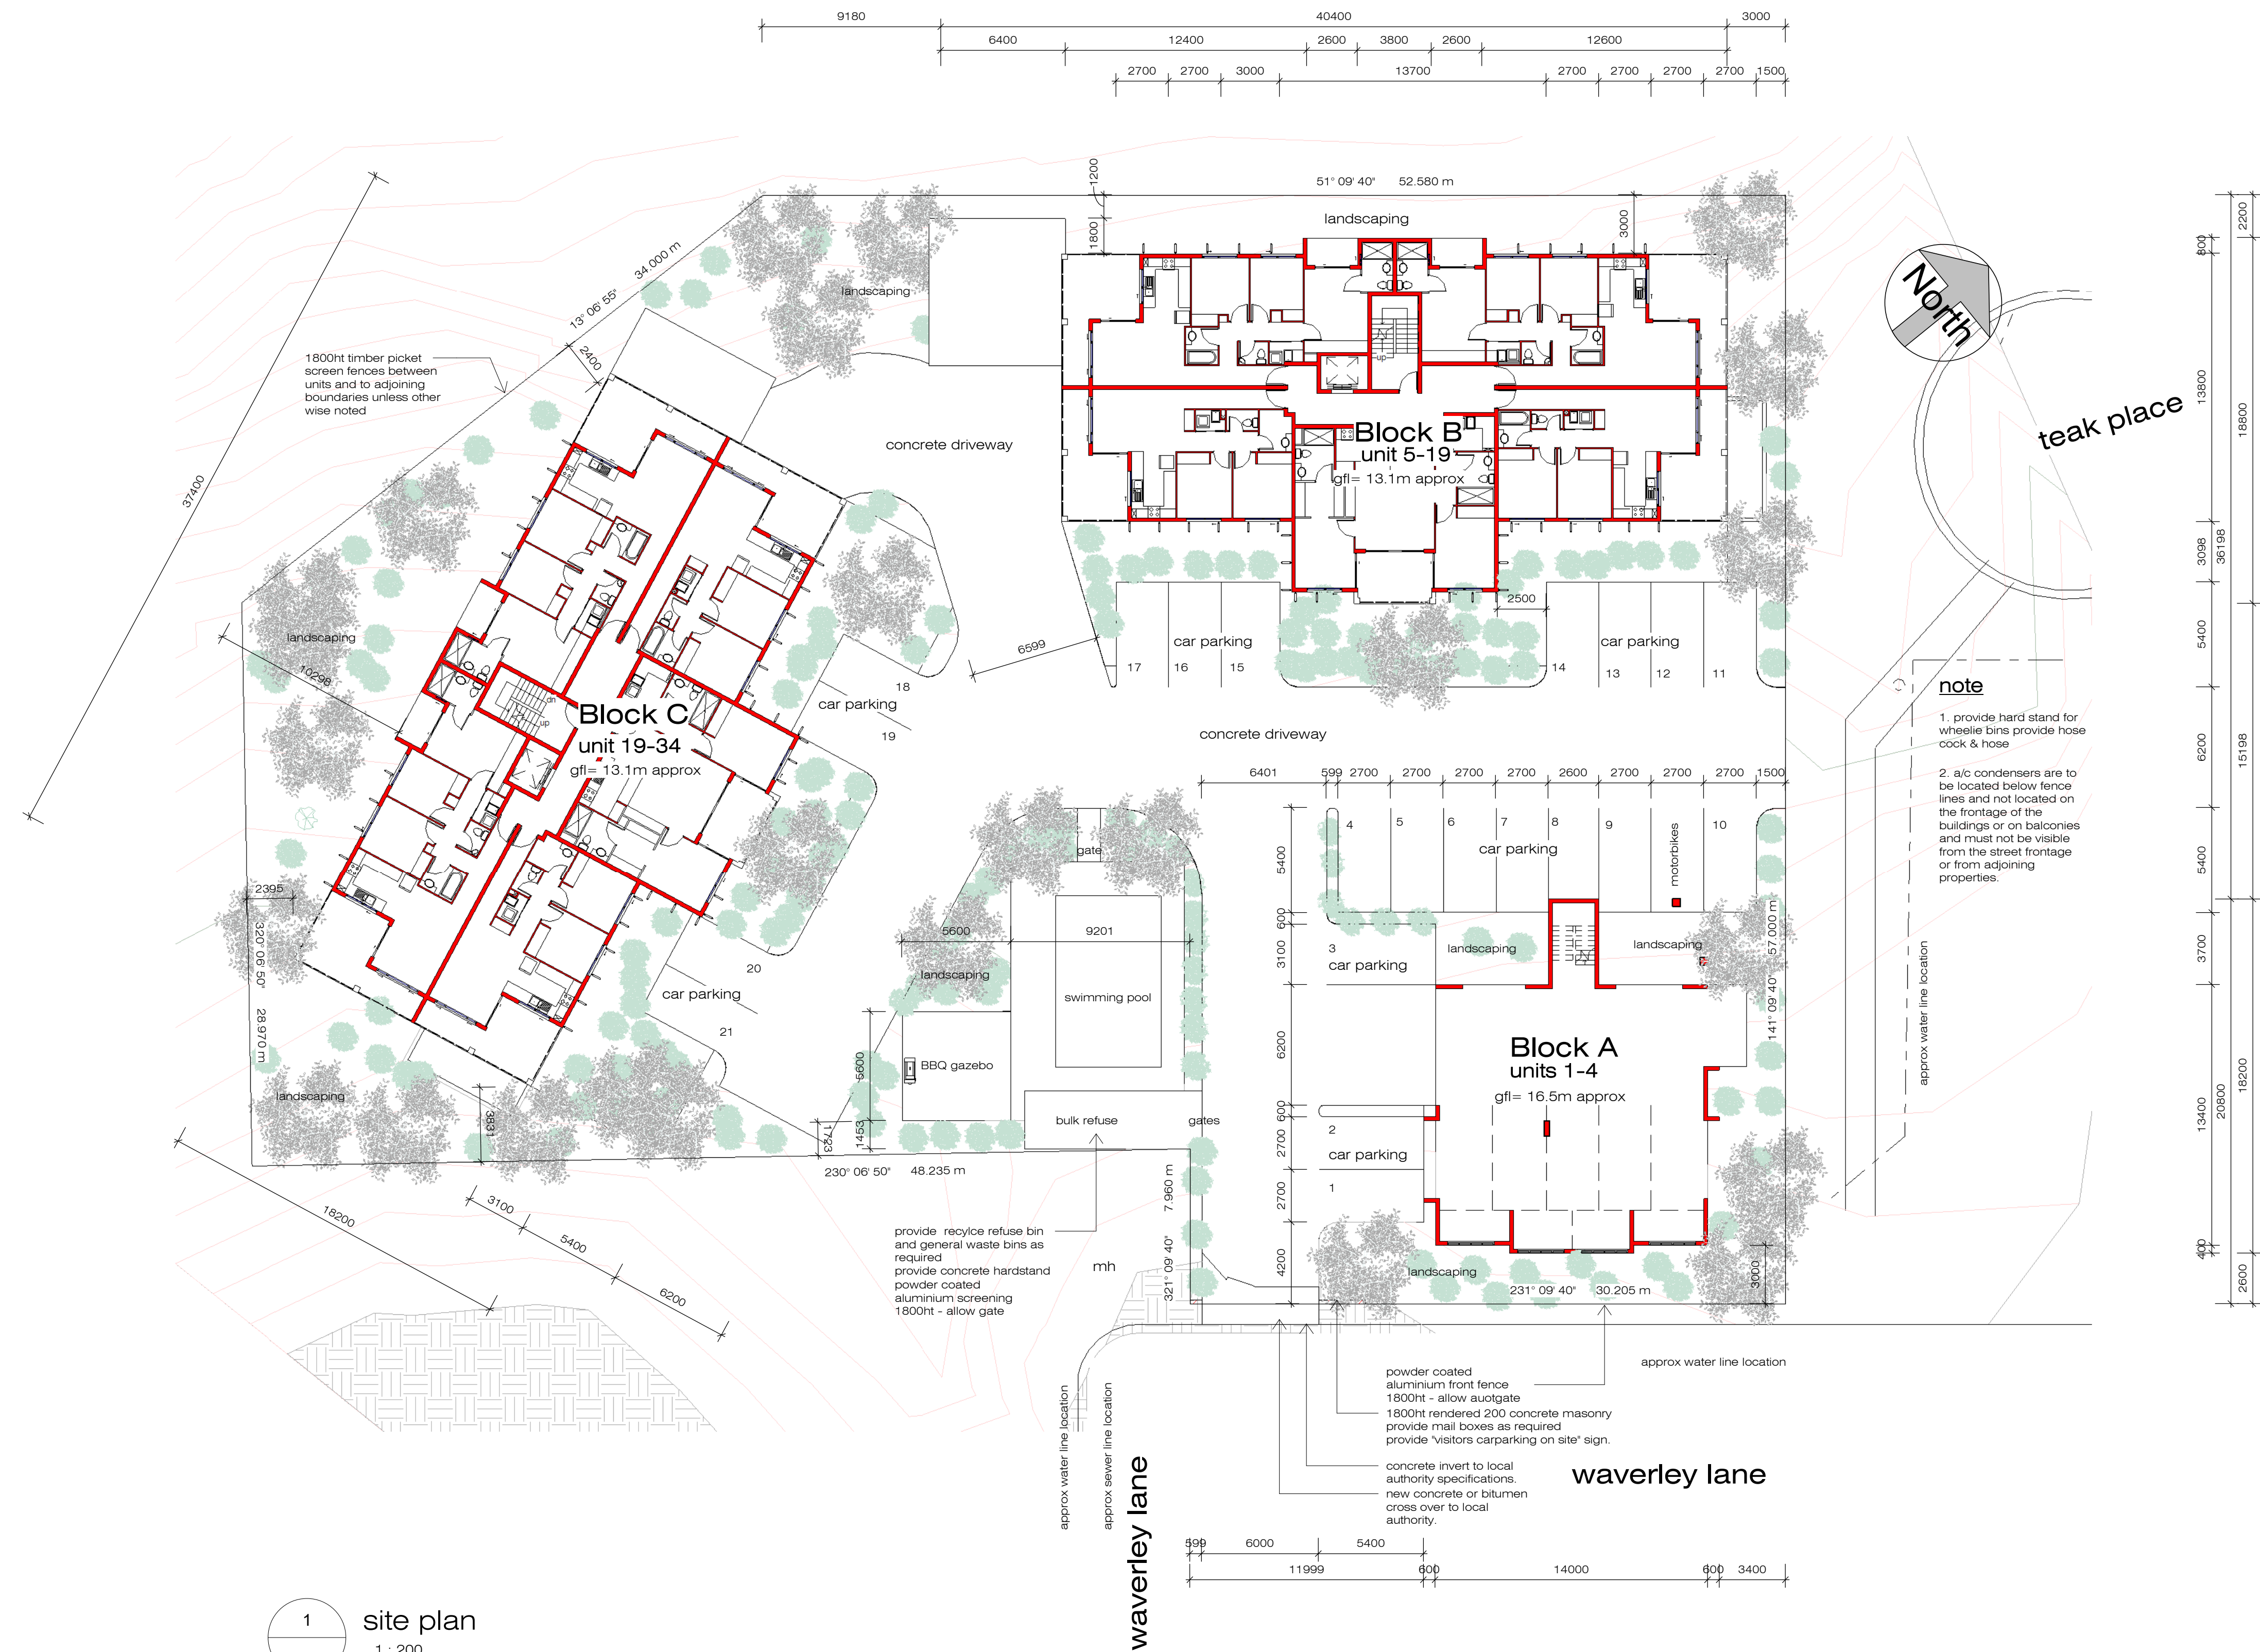 9180
40400
3000
6400
12400
2600
3800
2600
12600
2700
2700
3000
13700
2700
2700
2700
2700
1500
1200
1800
51° 09' 40" 52.580 m
landscaping
3000
34.000 m
13° 06' 55"
2400
landscaping
1800ht timber picket
screen fences between
units and to adjoining
boundaries unless other
wise noted
37400
concrete driveway
up
Block B
unit 5-19
gfl= 13.1m approx
North
teak place
2200
800
13800
18800
3098
36198
5400
6200
15198
5400
3700
18200
20800
13400
400
2600
landscaping
10298
dn
up
Block C
unit 19-34
gfl= 13.1m approx
18
car parking
19
6599
2500
car parking
17
16
15
car parking
14
13
12
11
concrete driveway
note
1. provide hard stand for
wheelie bins provide hose
cock & hose
2. a/c condensers are to
be located below fence
lines and not located on
the frontage of the
buildings or on balconies
and must not be visible
from the street frontage
or from adjoining
properties.
6401
599
2700
2700
2700
2700
2600
2700
2700
2700
1500
4
5
6
7
8
9
motorbikes
10
car parking
gate
5400
600
3100
6200
600
2700
2700
4200
2395
320° 06' 50" 28.970 m
5600
9201
landscaping
swimming pool
3
car parking
landscaping
landscaping
141° 09' 40" 57.000 m
approx water line location
20
car parking
21
5600
1453
BBQ gazebo
Block A
units 1-4
gfl= 16.5m approx
landscaping
3831
1723
bulk refuse
gates
2
car parking
1
230° 06' 50" 48.235 m
7.960 m
321° 09' 40"
18200
3100
5400
6200
provide recylce refuse bin
and general waste bins as
required
provide concrete hardstand
powder coated
aluminium screening
1800ht - allow gate
mh
landscaping
231° 09' 40" 30.205 m
3000
approx water line location
approx sewer line location
waverley lane
powder coated
aluminium front fence
1800ht - allow auotgate
1800ht rendered 200 concrete masonry
provide mail boxes as required
provide "visitors carparking on site" sign.
concrete invert to local
authority specifications.
new concrete or bitumen
cross over to local
authority.
approx water line location
waverley lane
599
6000
5400
11999
600
14000
600
3400
1
site plan
1 : 200